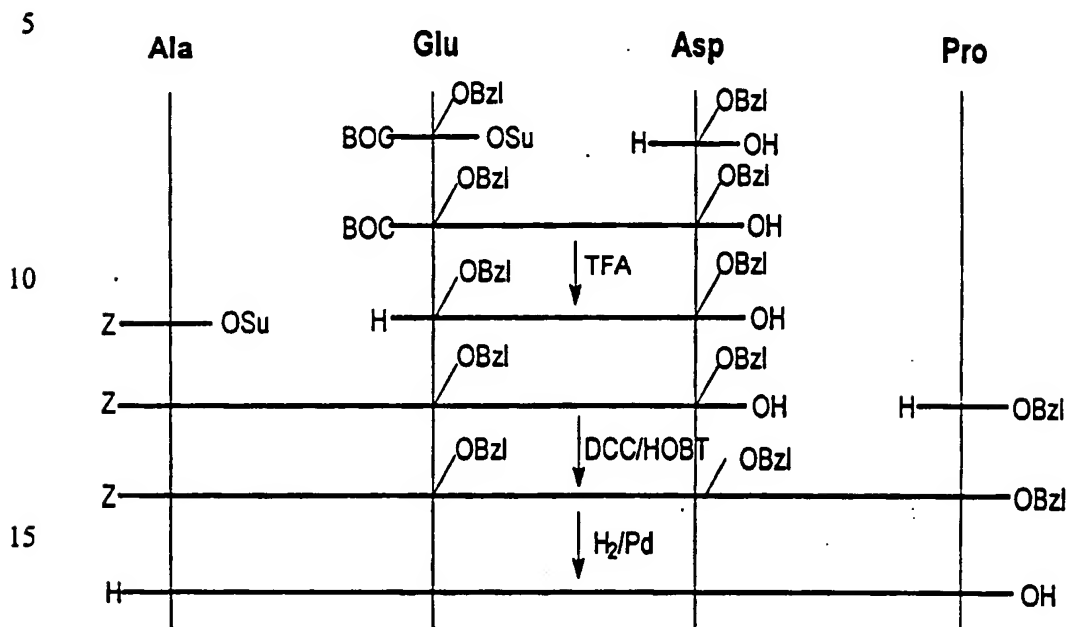 5
Ala Glu Asp Pro
OBzl OBzl
BOC OSu H OH
OBzl OBzl
BOC OH
TFA
10
OBzl OBzl
Z OSu H OH
OBzl OBzl
Z OH H OBzl
DCC/HOBT
OBzl OBzl
Z OBzl
15
H₂/Pd
H OH